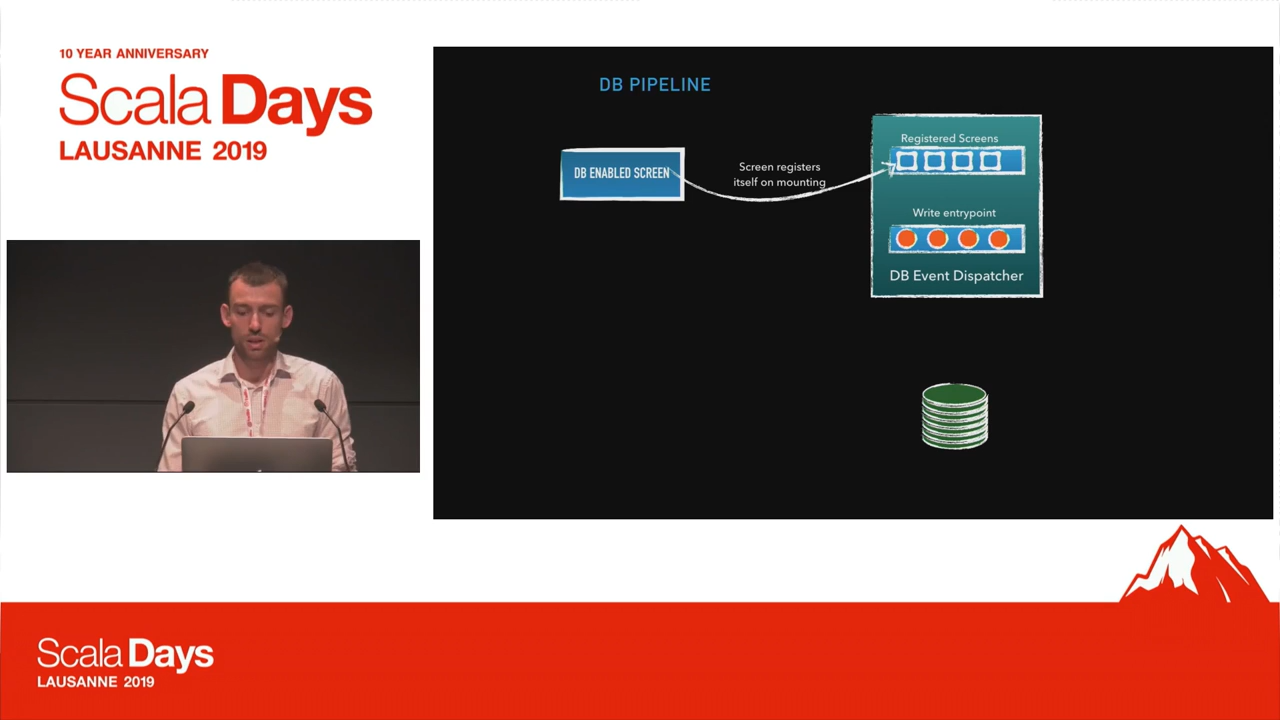 10 YEAR ANNIVERSARY
Scala Days
LAUSANNE 2019
DB PIPELINE
DB ENABLED SCREEN
Screen registers
itself on mounting
Registered Screens
Write entrypoint
DB Event Dispatcher
Scala Days
LAUSANNE 2019